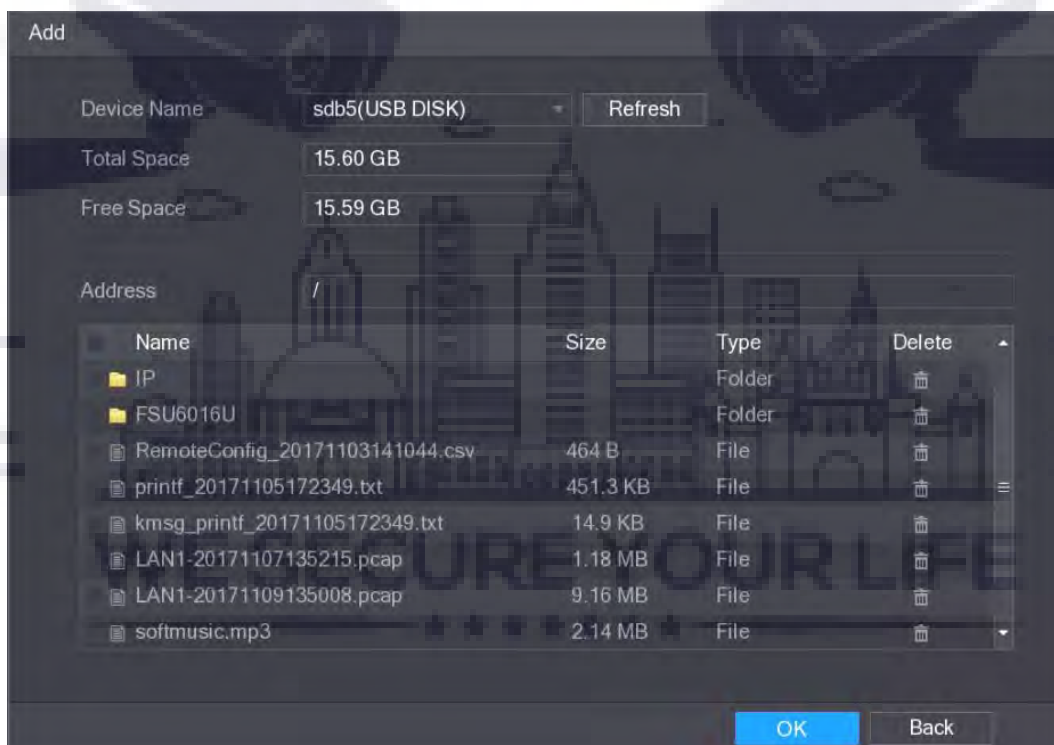 Add
Device Name sdb5(USB DISK) Refresh
Total Space 15.60 GB
Free Space 15.59 GB
Address /
Name Size Type Delete
IP Folder
FSU6016U Folder
RemoteConfig_20171103141044.csv 464 B File
printf_20171105172349.txt 451.3 KB File
kmsg_printf_20171105172349.txt 14.9 KB File
WE SECURE YOUR LIFE
LAN1-20171107135215.pcap 1.18 MB File
LAN1-20171109135008.pcap 9.16 MB File
softmusic.mp3 2.14 MB File
OK Back